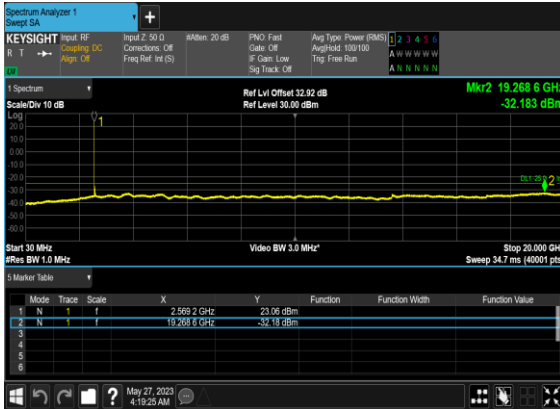 Spectrum Analyzer 1
Swept SA
+
KEYSIGHT
R T
LV
Input: RF
Coupling: DC
Align: Off
Input Z: 50 Ω
Corrections: Off
Freq Ref: Int (S)
#Atten: 20 dB
PNO: Fast
Gate: Off
IF Gain: Low
Sig Track: Off
Avg Type: Power (RMS)
Avg|Hold: 100/100
Trig: Free Run
1 2 3 4 5 6
A W W W W W
A N N N N N
1 Spectrum
Scale/Div 10 dB
Ref Lvl Offset 32.92 dB
Ref Level 30.00 dBm
Mkr2 19.268 6 GHz
-32.183 dBm
Log
20.0
10.0
0.00
-10.0
-20.0
-30.0
-40.0
-50.0
-60.0
1
2
Start 30 MHz
#Res BW 1.0 MHz
Video BW 3.0 MHz*
Stop 20.000 GHz
Sweep 34.7 ms (40001 pts)
5 Marker Table
Mode Trace Scale X Y Function Function Width Function Value
1 N 1 f 2.569 2 GHz 23.06 dBm
2 N 1 f 19.268 6 GHz -32.18 dBm
3
4
5
6
?
May 27, 2023
4:19:25 AM